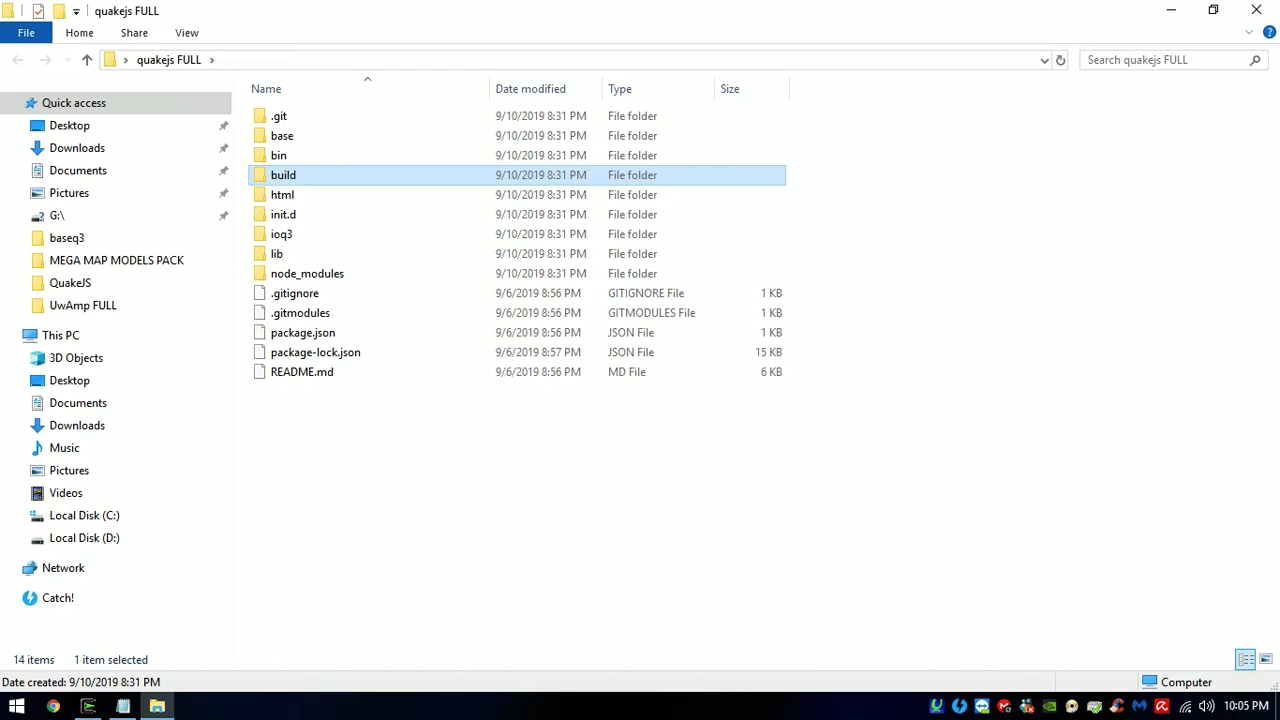 quakejs FULL
File Home Share View
quakejs FULL Search quakejs FULL
Name Date modified Type Size
Quick access
Desktop
Downloads
Documents
Pictures
G:\
baseq3
MEGA MAP MODELS PACK
QuakeJS
UwAmp FULL
This PC
3D Objects
Desktop
Documents
Downloads
Music
Pictures
Videos
Local Disk (C:)
Local Disk (D:)
Network
Catch!
.git 9/10/2019 8:31 PM File folder
base 9/10/2019 8:31 PM File folder
bin 9/10/2019 8:31 PM File folder
build 9/10/2019 8:31 PM File folder
html 9/10/2019 8:31 PM File folder
init.d 9/10/2019 8:31 PM File folder
ioq3 9/10/2019 8:31 PM File folder
lib 9/10/2019 8:31 PM File folder
node_modules 9/10/2019 8:31 PM File folder
.gitignore 9/6/2019 8:56 PM GITIGNORE File 1 KB
.gitmodules 9/6/2019 8:56 PM GITMODULES File 1 KB
package.json 9/6/2019 8:56 PM JSON File 1 KB
package-lock.json 9/6/2019 8:57 PM JSON File 15 KB
README.md 9/6/2019 8:56 PM MD File 6 KB
14 items 1 item selected
Date created: 9/10/2019 8:31 PM Computer
10:05 PM